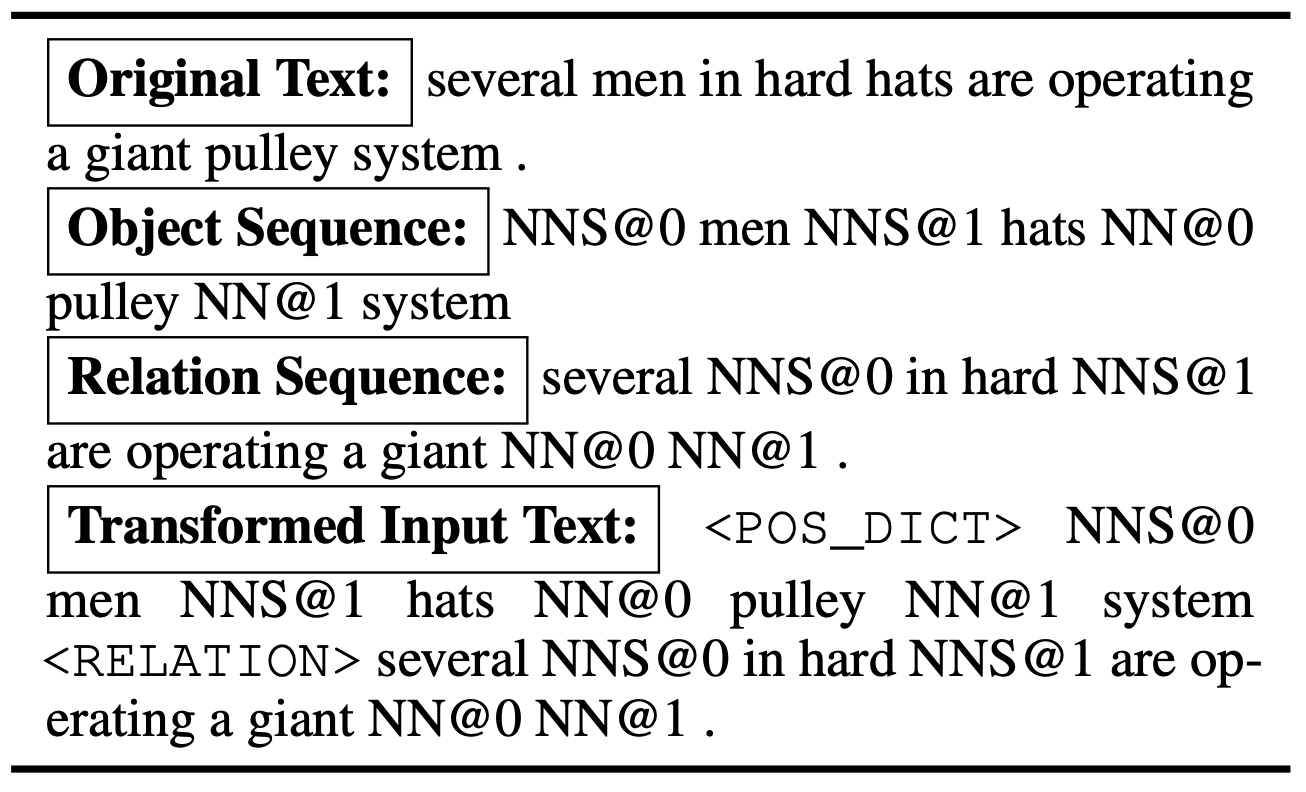 Original Text: several men in hard hats are operating
a giant pulley system .
Object Sequence: NNS@0 men NNS@1 hats NN@0
pulley NN@1 system
Relation Sequence: several NNS@0 in hard NNS@1
are operating a giant NN@0 NN@1 .
Transformed Input Text: <POS_DICT> NNS@0
men NNS@1 hats NN@0 pulley NN@1 system
<RELATION> several NNS@0 in hard NNS@1 are op-
erating a giant NN@0 NN@1 .